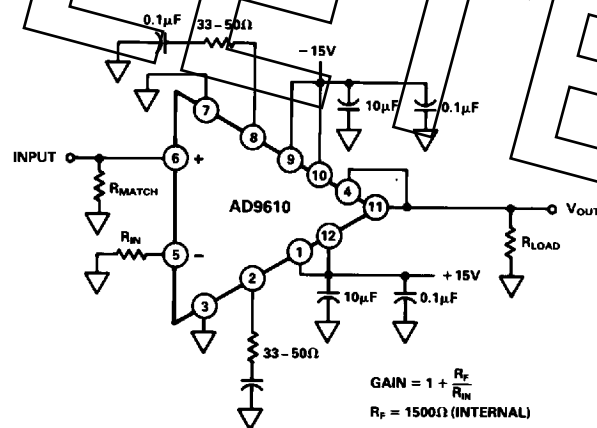 0.1μF
33–50Ω
–15V
10μF
0.1μF
7
8
9
10
4
11
INPUT
6
+
RMATCH
AD9610
VOUT
RLOAD
RIN
5
–
12
1
2
3
+15V
10μF
0.1μF
33–50Ω
GAIN = 1 + RF
RIN
RF = 1500Ω (INTERNAL)